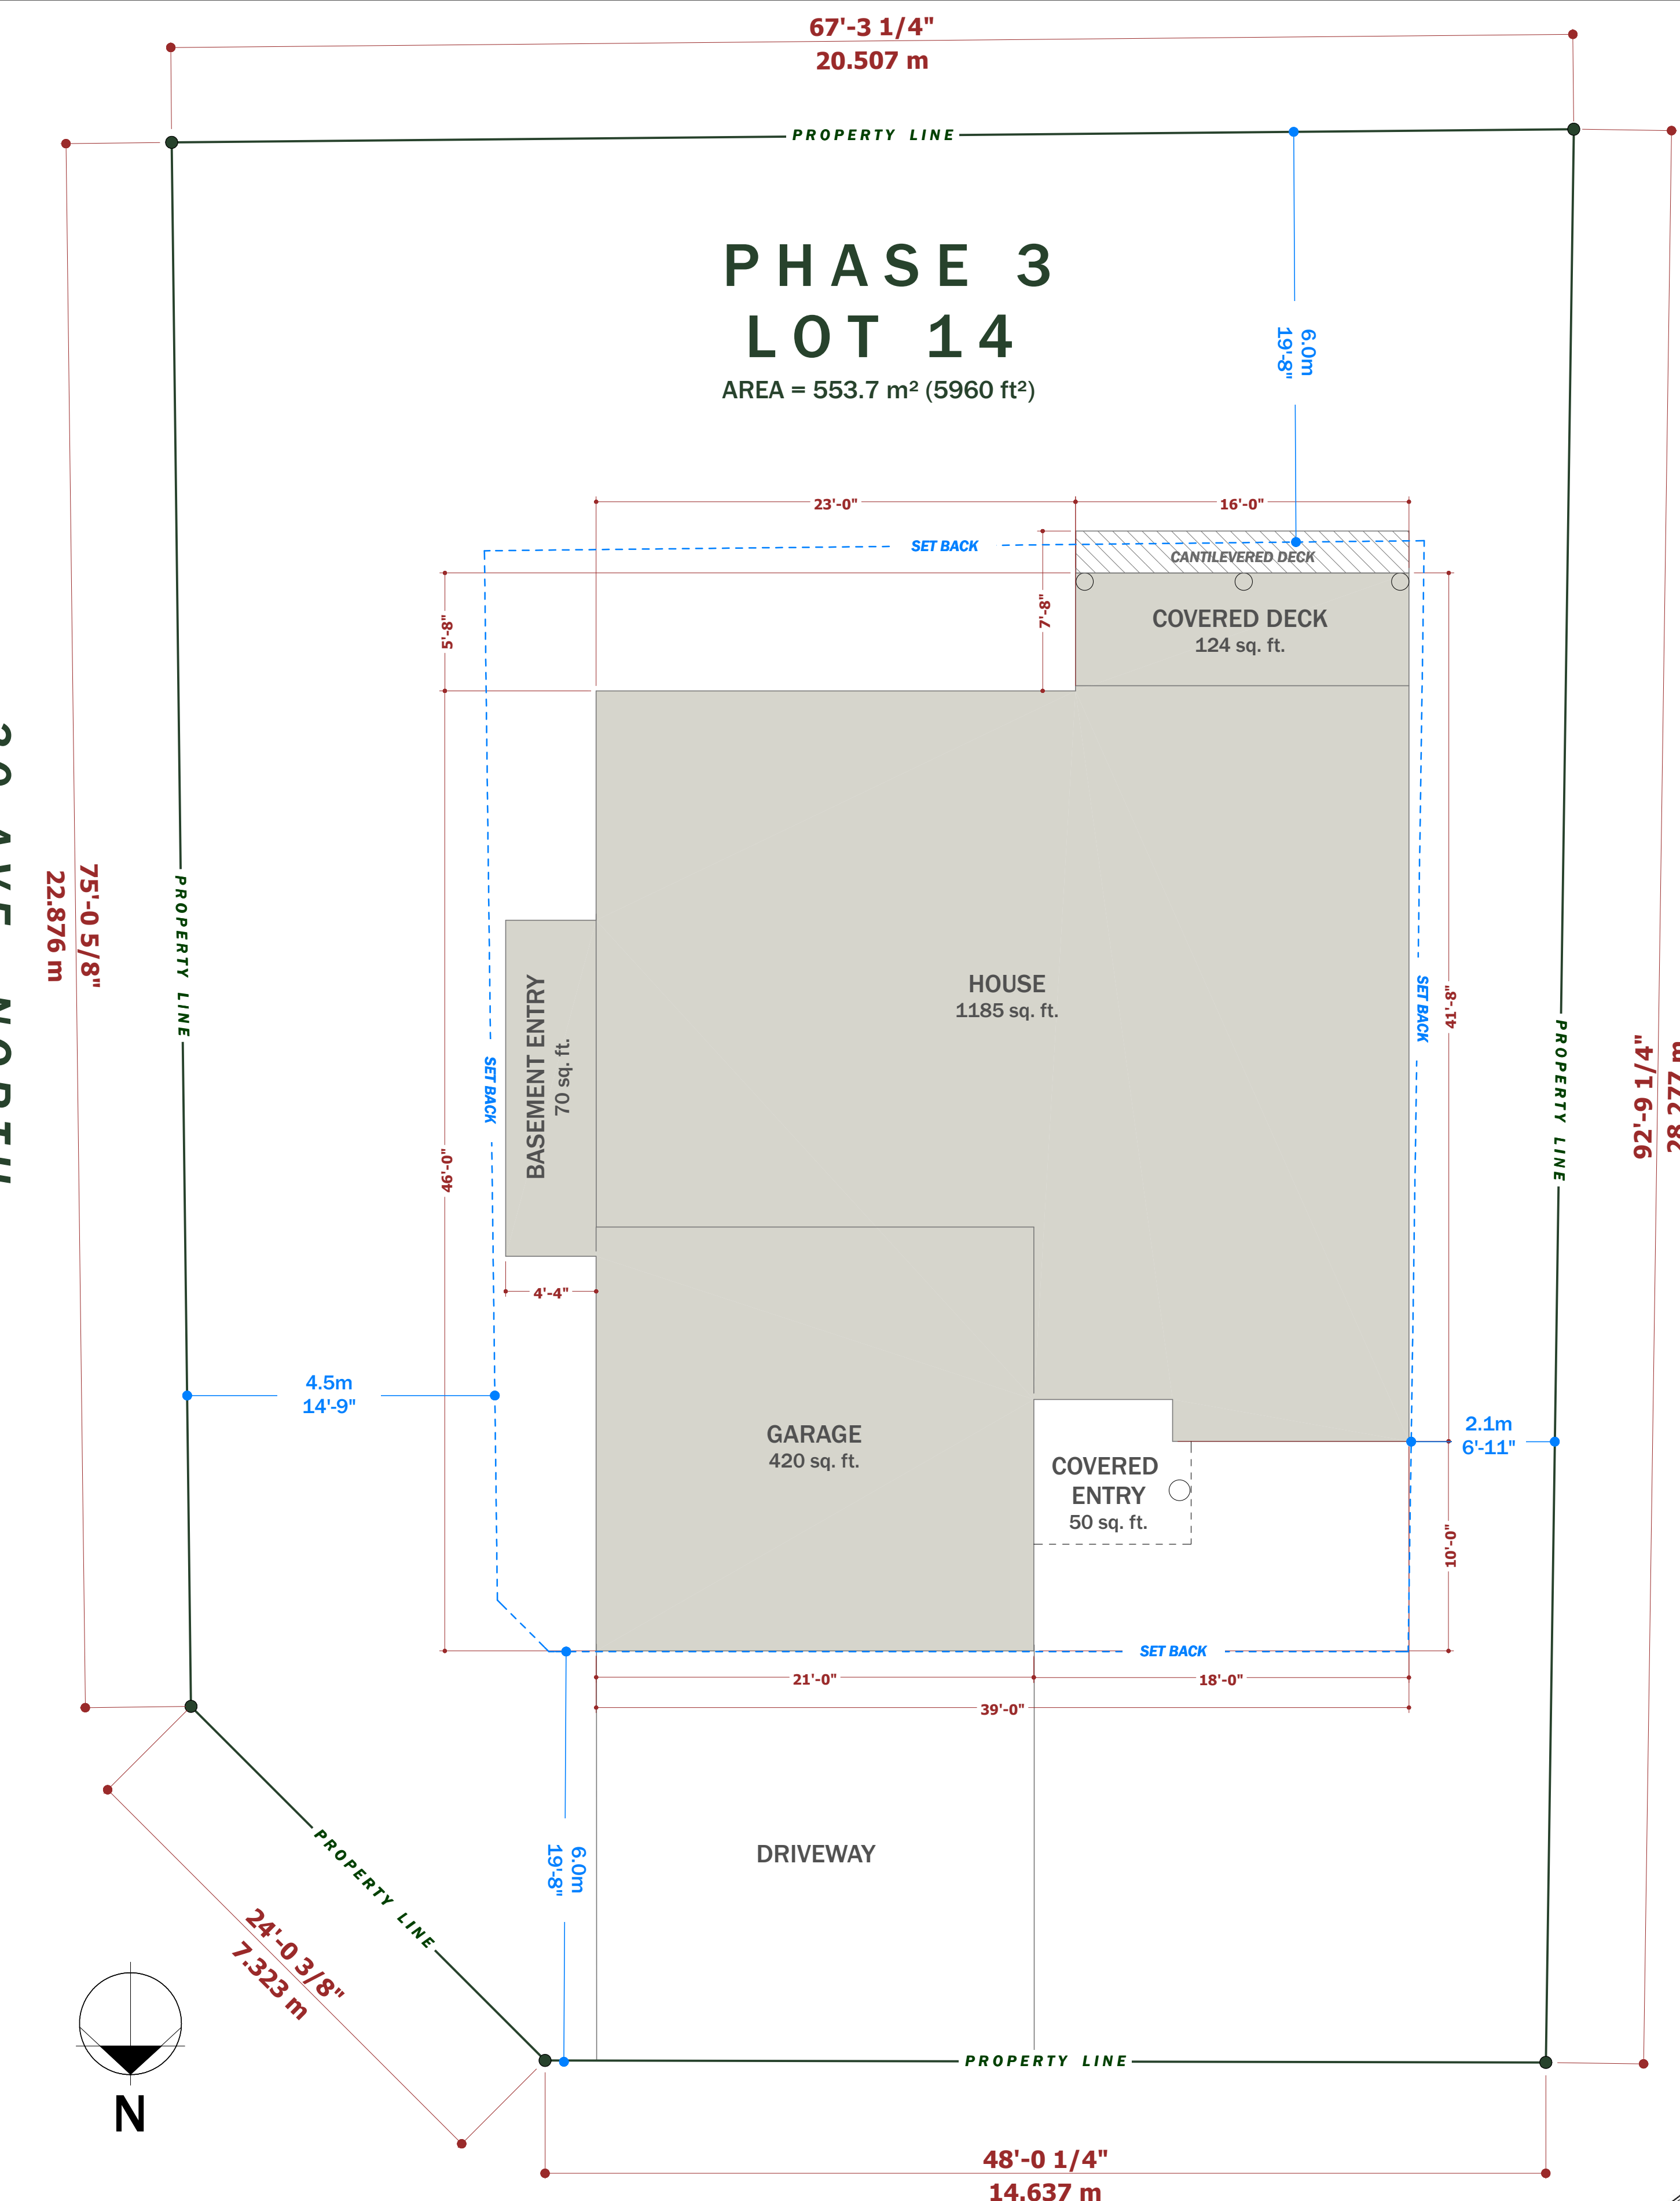 67'-3 1/4"
20.507 m
PROPERTY LINE
PHASE 3
LOT 14
AREA = 553.7 m² (5960 ft²)
6.0m
19'-8"
23'-0"
16'-0"
SET BACK
CANTILEVERED DECK
COVERED DECK
124 sq. ft.
7'-8"
5'-8"
75'-0 5/8"
22.876 m
PROPERTY LINE
HOUSE
1185 sq. ft.
SET BACK
41'-8"
PROPERTY LINE
92'-9 1/4"
BASEMENT ENTRY
70 sq. ft.
SET BACK
46'-0"
4'-4"
4.5m
14'-9"
GARAGE
420 sq. ft.
COVERED
ENTRY
50 sq. ft.
2.1m
6'-11"
10'-0"
SET BACK
21'-0"
18'-0"
39'-0"
6.0m
19'-8"
DRIVEWAY
PROPERTY LINE
24'-0 3/8"
7.323 m
PROPERTY LINE
N
48'-0 1/4"
14.637 m